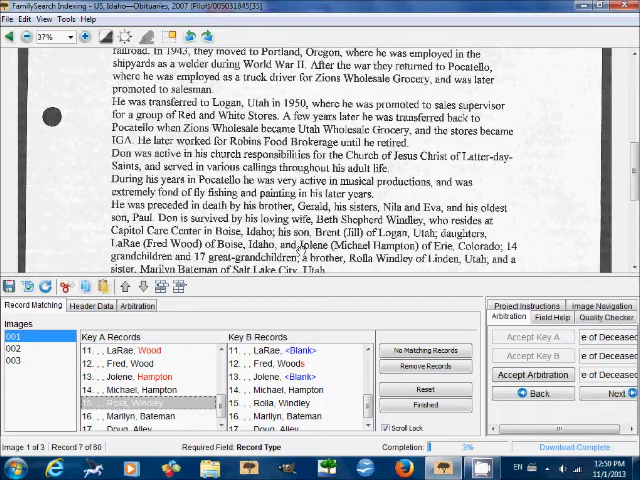 FamilySearch Indexing - US, Idaho—Obituaries, 2007 (Pilot)/005031845[35]
File Edit View Tools Help
37%
railroad. In 1943, they moved to Portland, Oregon, where he was employed in the
shipyards as a welder during World War II. After the war they returned to Pocatello,
where he was employed as a truck driver for Zions Wholesale Grocery, and was later
promoted to salesman.
He was transferred to Logan, Utah in 1950, where he was promoted to sales supervisor
for a group of Red and White Stores. A few years later he was transferred back to
Pocatello when Zions Wholesale became Utah Wholesale Grocery, and the stores became
IGA. He later worked for Robins Food Brokerage until he retired.
Don was active in his church responsibilities for the Church of Jesus Christ of Latter-day-
Saints, and served in various callings throughout his adult life.
During his years in Pocatello he was very active in musical productions, and was
extremely fond of fly fishing and painting in his later years.
He was preceded in death by his brother, Gerald, his sisters, Nila and Eva, and his oldest
son, Paul. Don is survived by his loving wife, Beth Shepherd Windley, who resides at
Capitol Care Center in Boise, Idaho; his son, Brent (Jill) of Logan, Utah; daughters,
LaRae (Fred Wood) of Boise, Idaho, and Jolene (Michael Hampton) of Erie, Colorado; 14
grandchildren and 17 great-grandchildren; a brother, Rolla Windley of Linden, Utah; and a
sister, Marilyn Bateman of Salt Lake City, Utah
Record Matching Header Data Arbitration
Images
001
002
003
Key A Records
11. , , LaRae, Wood
12. , , Fred, Wood
13. , , Jolene, Hampton
14. , , Michael, Hampton
15. , , Rolla, Windley
16. , , Marilyn, Bateman
17. , , Doug, Alley
Key B Records
11. , , LaRae, <Blank>
12. , , Fred, Woods
13. , , Jolene, <Blank>
14. , , Michael, Hampton
15. , , Rolla, Windley
16. , , Marilyn, Bateman
17. , , Doug, Alley
No Matching Records
Remove Records
Reset
Finished
Scroll Lock
Project Instructions Image Navigation
Arbitration Field Help Quality Checker
Accept Key A e of Deceased
Accept Key B
Accept Arbitration e of Deceased
Back Next
Image 1 of 3 Record 7 of 60 Required Field: Record Type Completion: 3% Download Complete
EN 12:50 PM
11/1/2013